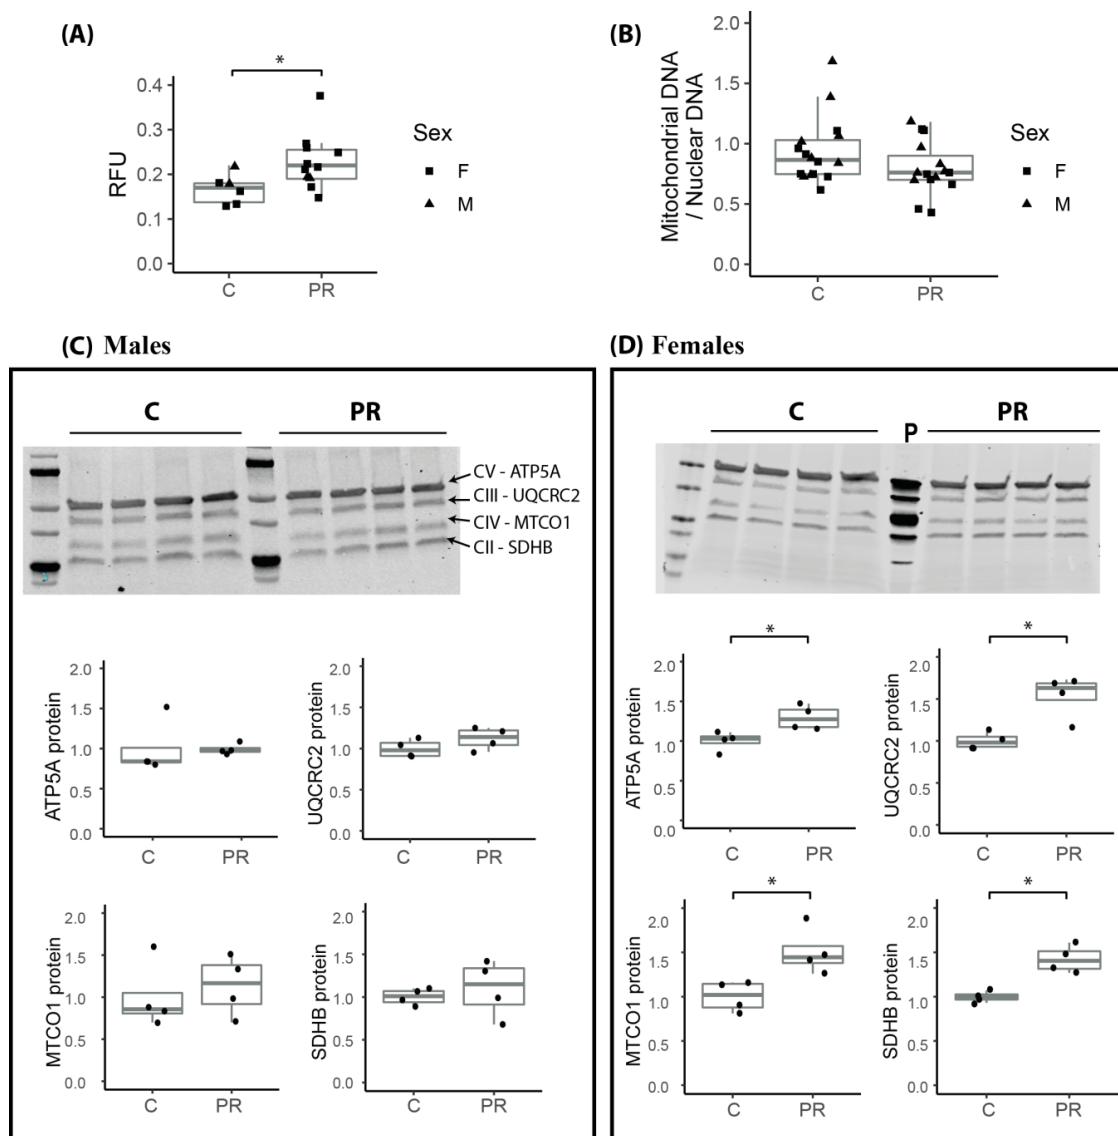 (A)
*
0.4
0.3
0.2
0.1
0.0
RFU
C PR
Sex
F
M
(B)
2.0
1.5
1.0
0.5
0.0
Mitochondrial DNA
/ Nuclear DNA
C PR
Sex
F
M
(C) Males
C PR
CV - ATP5A
CIII - UQCRC2
CIV - MTCO1
CII - SDHB
2.0
1.5
1.0
0.5
0.0
ATP5A protein
C PR
2.0
1.5
1.0
0.5
0.0
UQCRC2 protein
C PR
2.0
1.5
1.0
0.5
0.0
MTCO1 protein
C PR
2.0
1.5
1.0
0.5
0.0
SDHB protein
C PR
(D) Females
C P PR
*
2.0
1.5
1.0
0.5
0.0
ATP5A protein
C PR
*
2.0
1.5
1.0
0.5
0.0
UQCRC2 protein
C PR
*
2.0
1.5
1.0
0.5
0.0
MTCO1 protein
C PR
*
2.0
1.5
1.0
0.5
0.0
SDHB protein
C PR